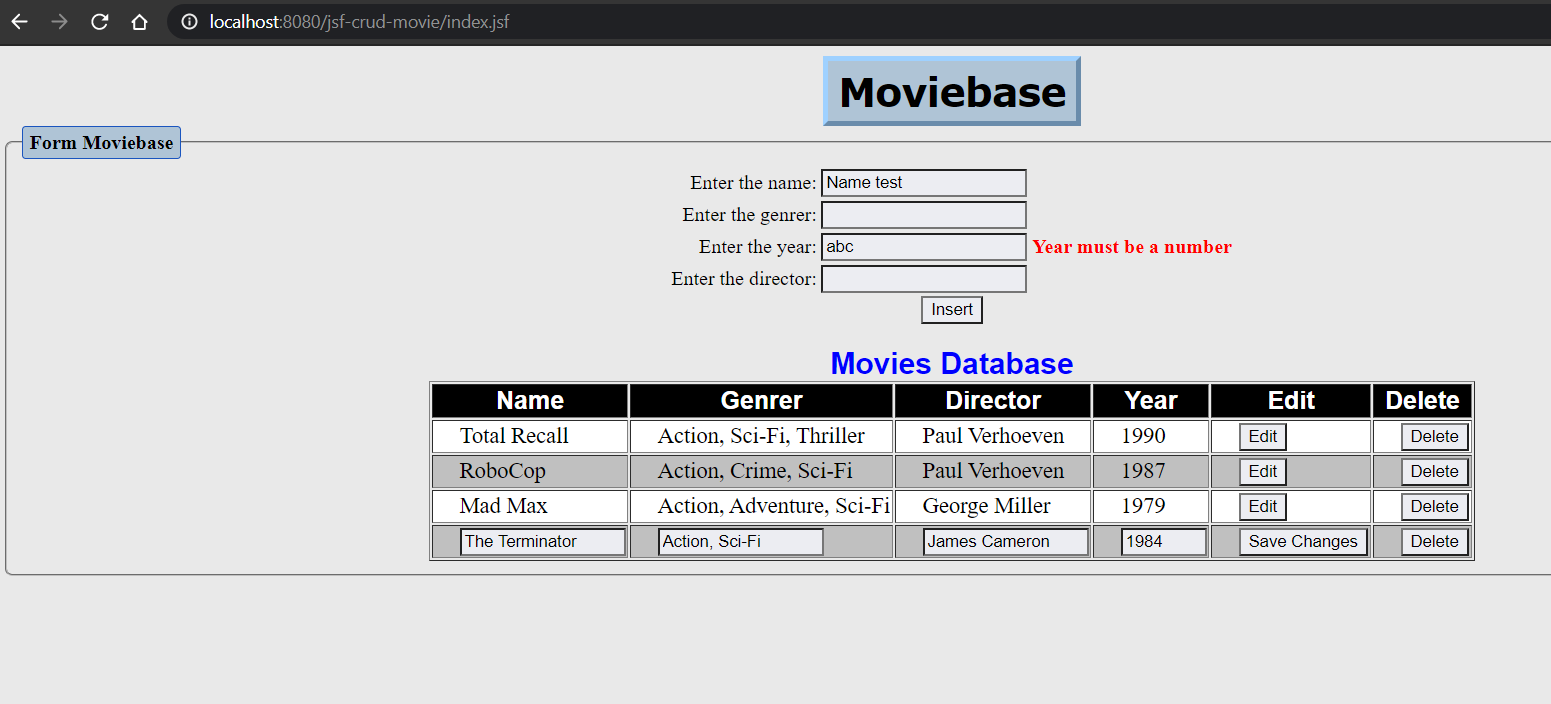 localhost:8080/jsf-crud-movie/index.jsf
Moviebase
Form Moviebase
Enter the name: Name test
Enter the genrer:
Enter the year: abc Year must be a number
Enter the director:
Insert
Movies Database
Name Genrer Director Year Edit Delete
Total Recall Action, Sci-Fi, Thriller Paul Verhoeven 1990 Edit Delete
RoboCop Action, Crime, Sci-Fi Paul Verhoeven 1987 Edit Delete
Mad Max Action, Adventure, Sci-Fi George Miller 1979 Edit Delete
The Terminator Action, Sci-Fi James Cameron 1984 Save Changes Delete